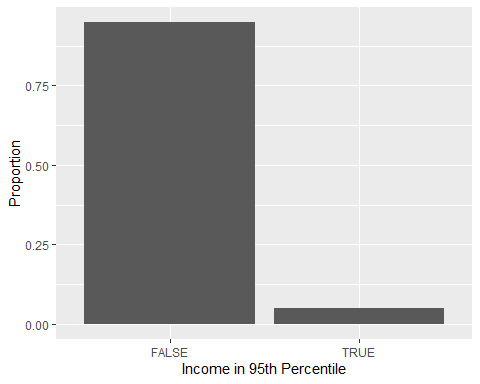 Proportion
0.75
0.50
0.25
0.00
FALSE TRUE
Income in 95th Percentile